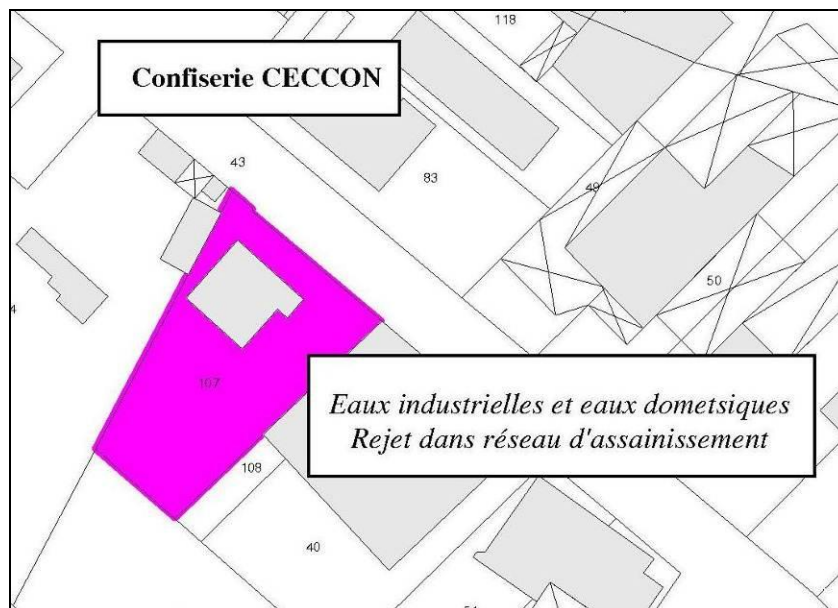 118
Confiserie CECCON
43
83
49
50
107
Eaux industrielles et eaux dometsiques
Rejet dans réseau d'assainissement
108
40